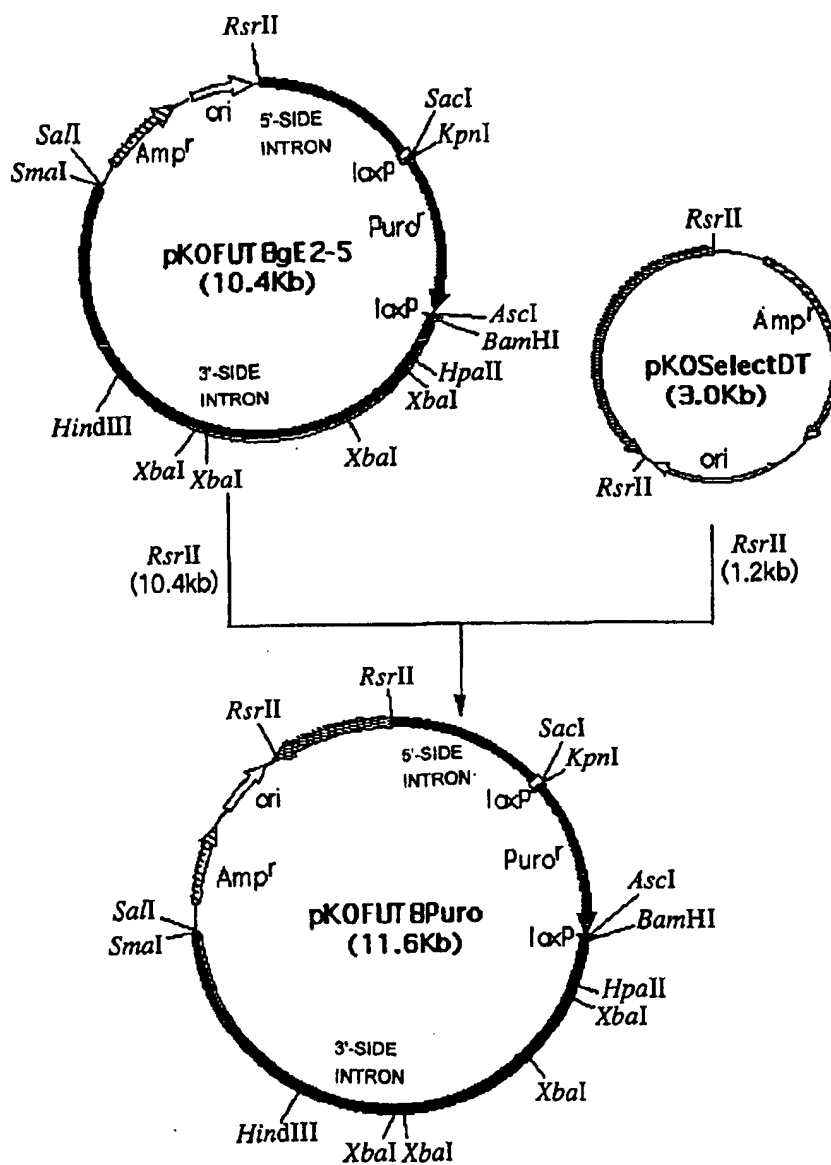 RsrII
SacI
KpnI
ori
5'-SIDE
INTRON
SalI
SmaI
Ampʳ
loxp
Puroʳ
pKOFUT8gE2-5
(10.4Kb)
loxp
AscI
BamHI
HpaII
XbaI
3'-SIDE
INTRON
HindIII
XbaI
XbaI
XbaI
RsrII
Ampʳ
pKOSelectDT
(3.0Kb)
ori
RsrII
RsrII
(10.4kb)
RsrII
(1.2kb)
RsrII
RsrII
SacI
KpnI
5'-SIDE
INTRON
ori
loxp
Ampʳ
Puroʳ
SalI
SmaI
pKOFUT8Puro
(11.6Kb)
loxp
AscI
BamHI
HpaII
XbaI
3'-SIDE
INTRON
XbaI
HindIII
XbaI
XbaI